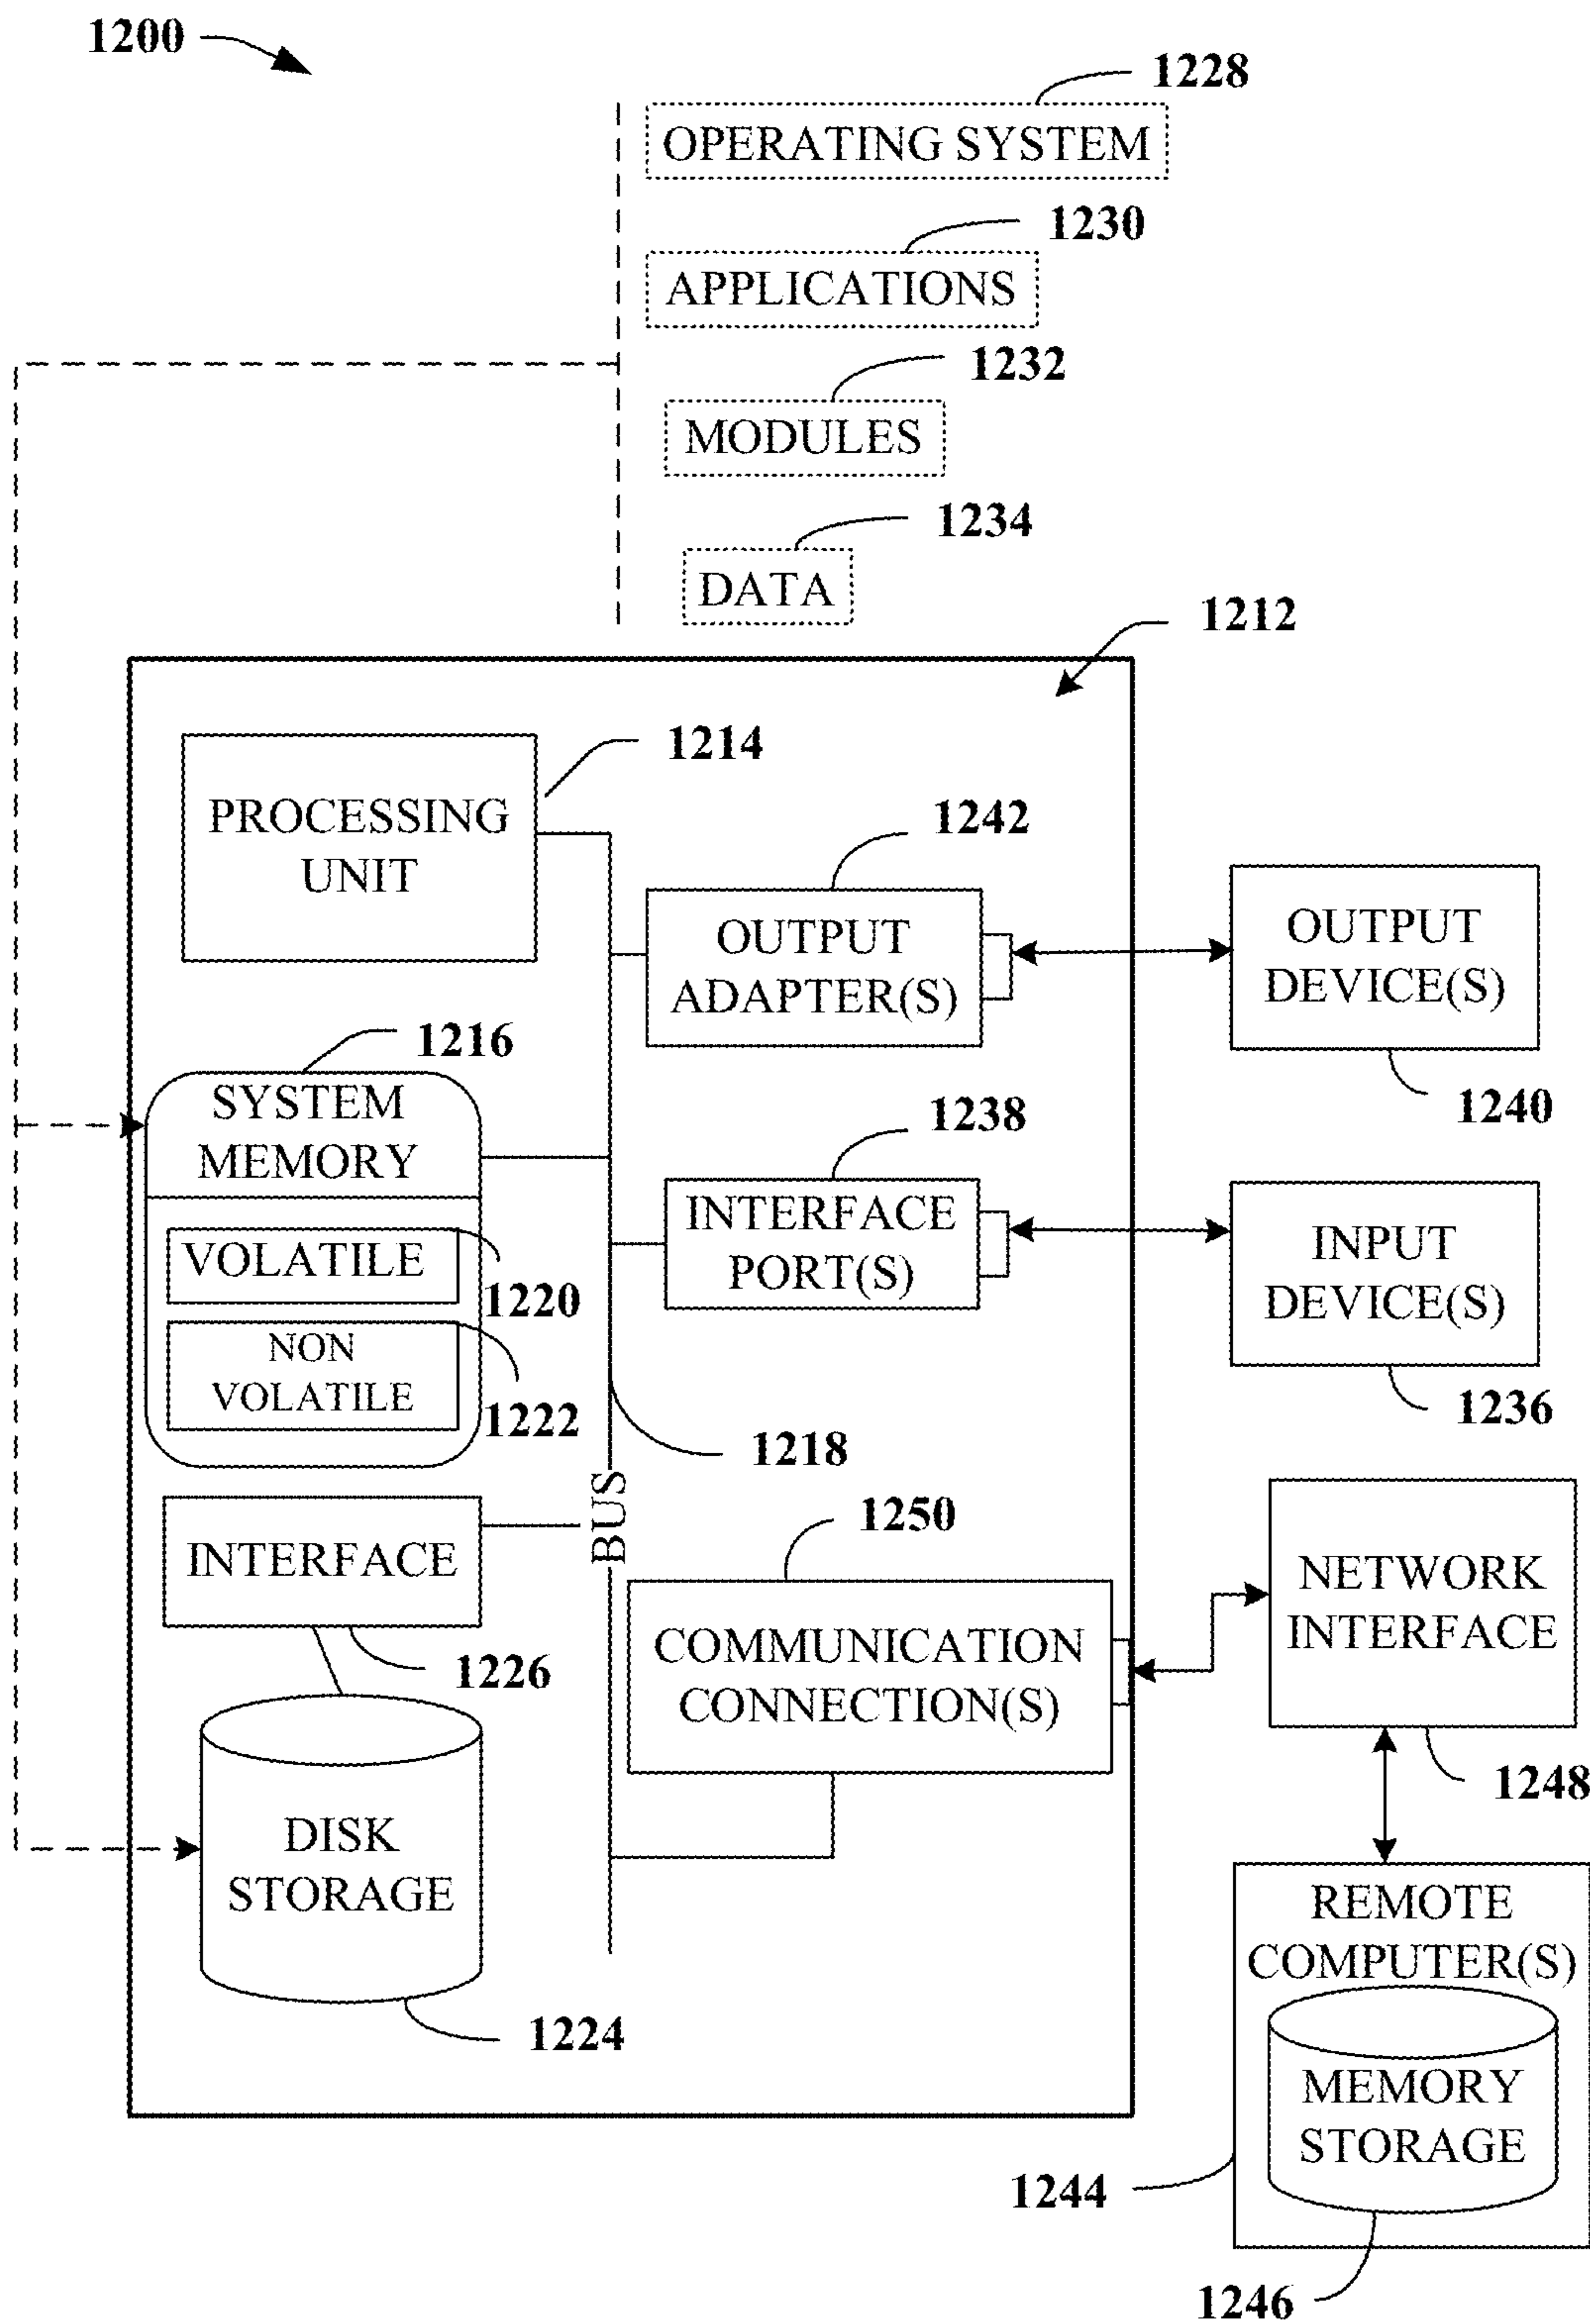 1200
1228
OPERATING SYSTEM
1230
APPLICATIONS
1232
MODULES
1234
DATA
1212
1214
PROCESSING
UNIT
1242
OUTPUT
ADAPTER(S)
OUTPUT
DEVICE(S)
1240
1216
SYSTEM
MEMORY
VOLATILE
1220
NON
VOLATILE
1222
1238
INTERFACE
PORT(S)
INPUT
DEVICE(S)
1236
1218
BUS
INTERFACE
1226
1250
COMMUNICATION
CONNECTION(S)
NETWORK
INTERFACE
1248
DISK
STORAGE
1224
REMOTE
COMPUTER(S)
MEMORY
STORAGE
1244
1246